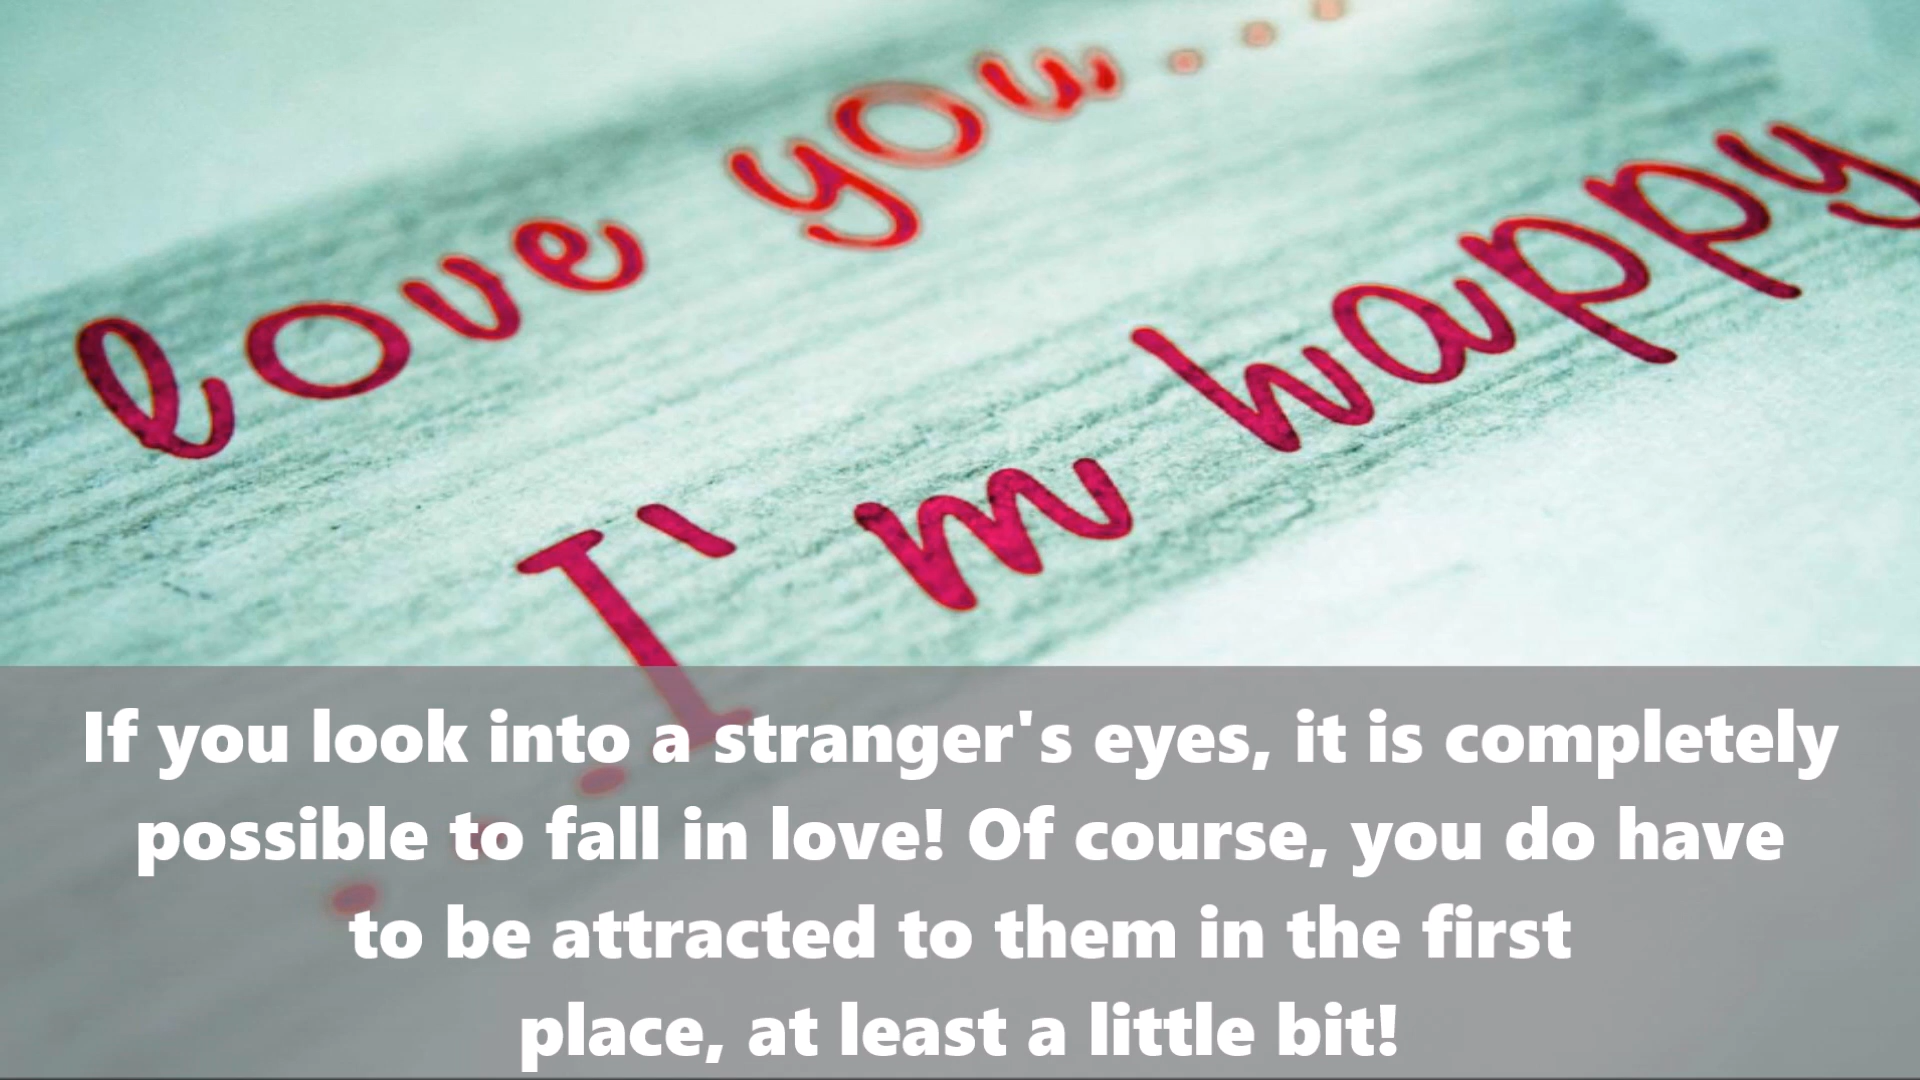 love you...
I'm happy
If you look into a stranger's eyes, it is completely
possible to fall in love! Of course, you do have
to be attracted to them in the first
place, at least a little bit!